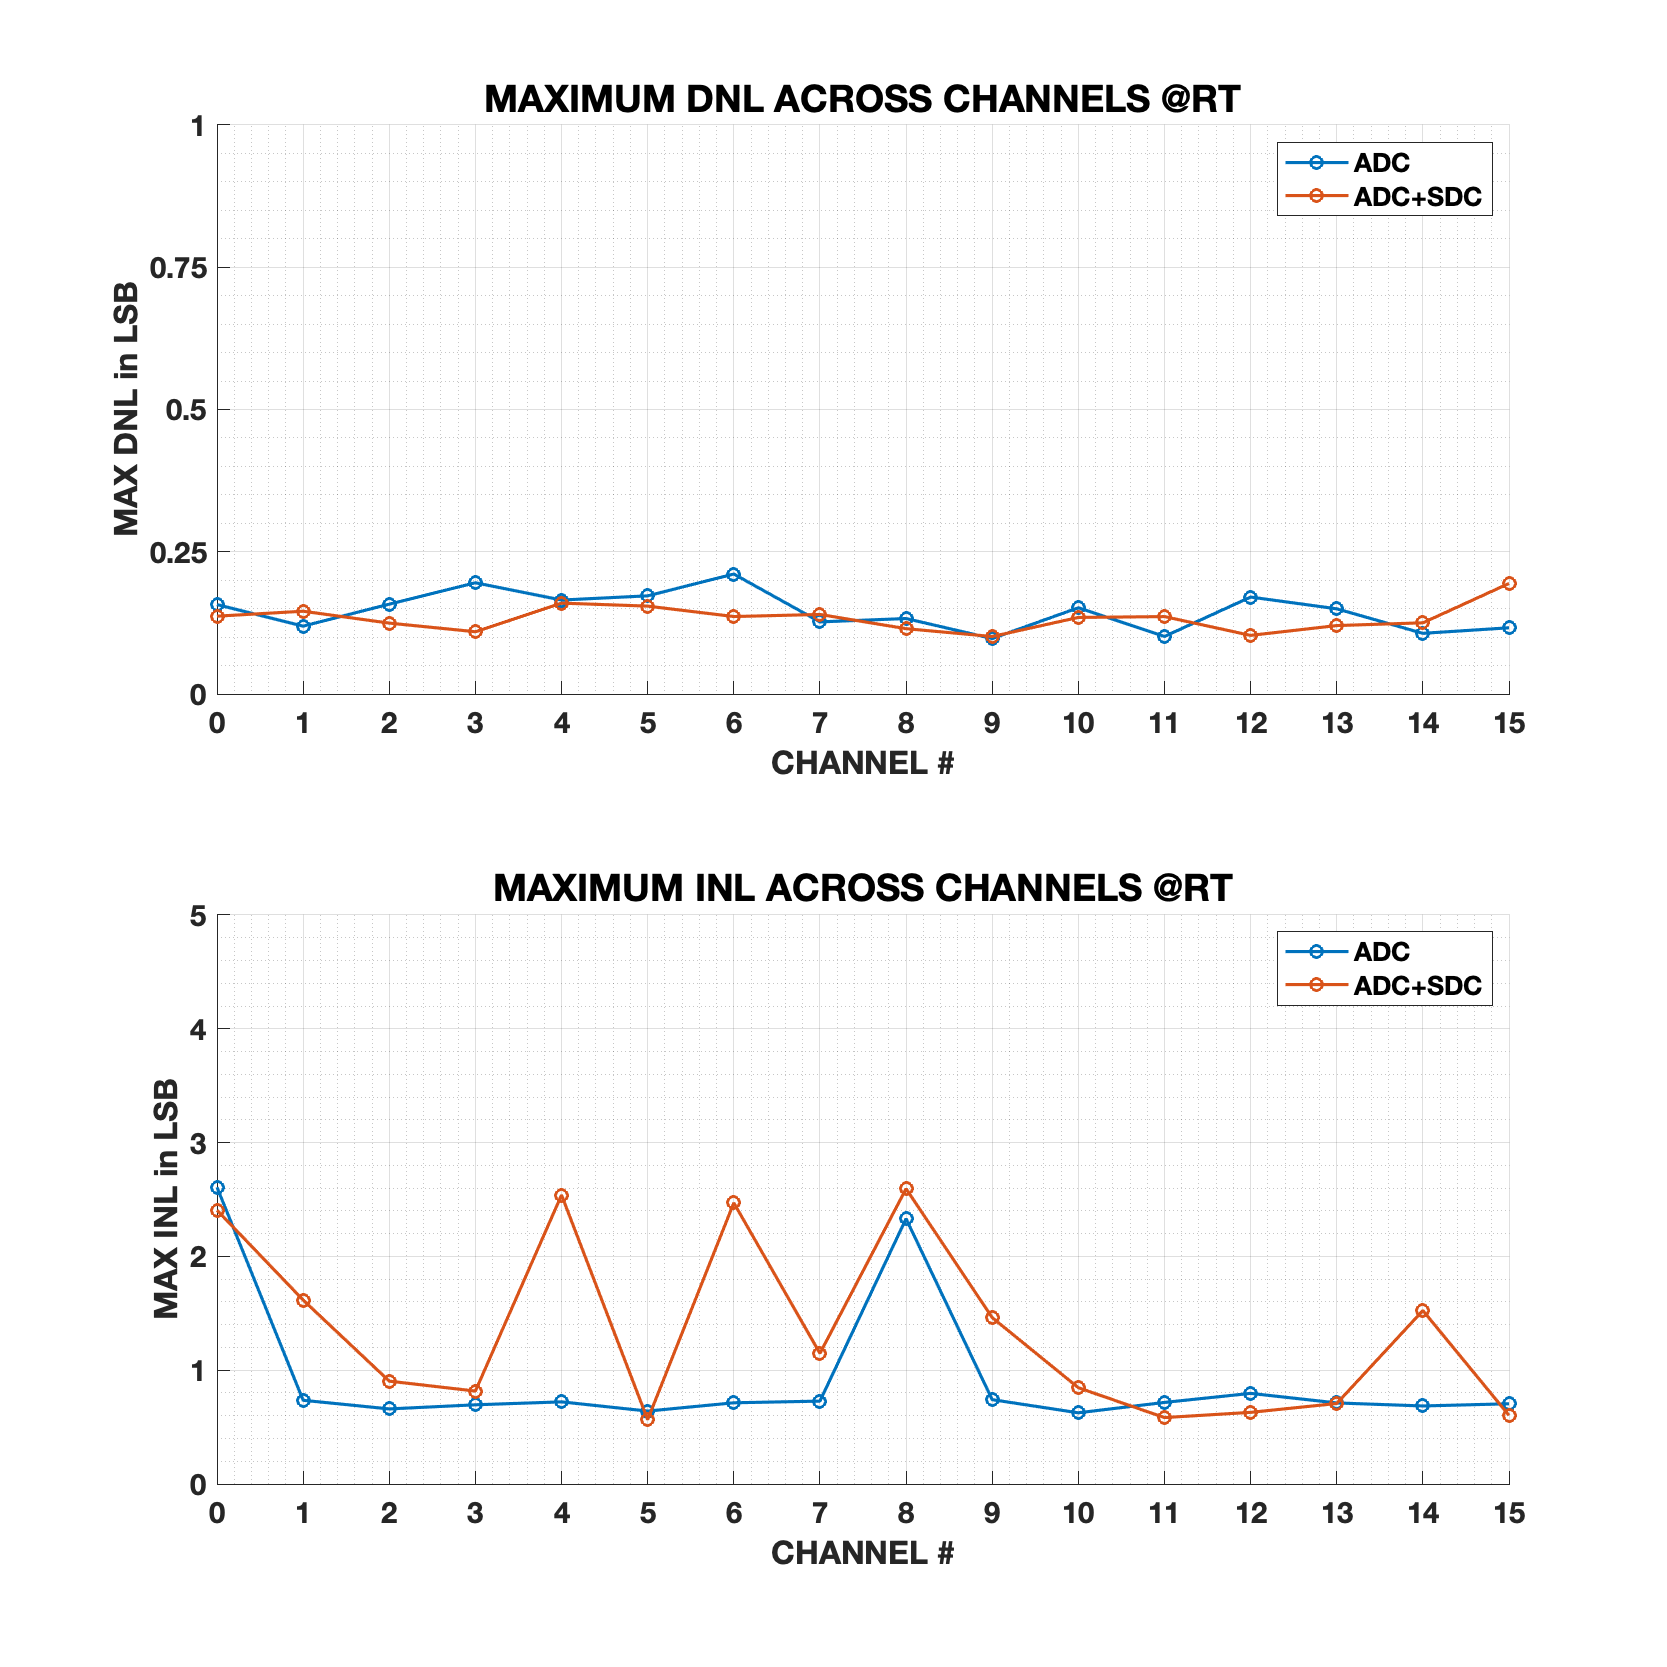 MAXIMUM DNL ACROSS CHANNELS @RT
1
0.75
0.5
0.25
0
MAX DNL in LSB
ADC
ADC+SDC
0 1 2 3 4 5 6 7 8 9 10 11 12 13 14 15
CHANNEL #
MAXIMUM INL ACROSS CHANNELS @RT
5
4
3
2
1
0
MAX INL in LSB
ADC
ADC+SDC
0 1 2 3 4 5 6 7 8 9 10 11 12 13 14 15
CHANNEL #